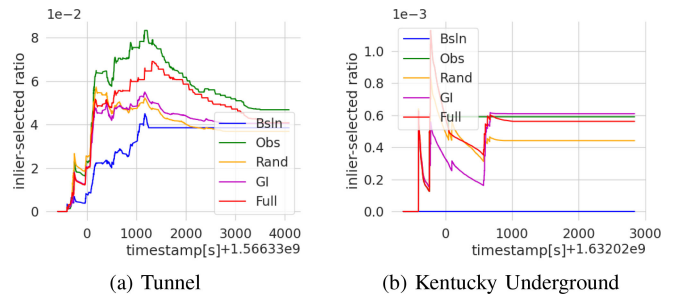 1e−2
inlier-selected ratio
8
6
4
2
0
Bsln
Obs
Rand
GI
Full
0 1000 2000 3000 4000
timestamp[s]+1.56633e9
(a) Tunnel
1e−3
inlier-selected ratio
1.0
0.8
0.6
0.4
0.2
0.0
Bsln
Obs
Rand
GI
Full
0 1000 2000 3000
timestamp[s]+1.63202e9
(b) Kentucky Underground